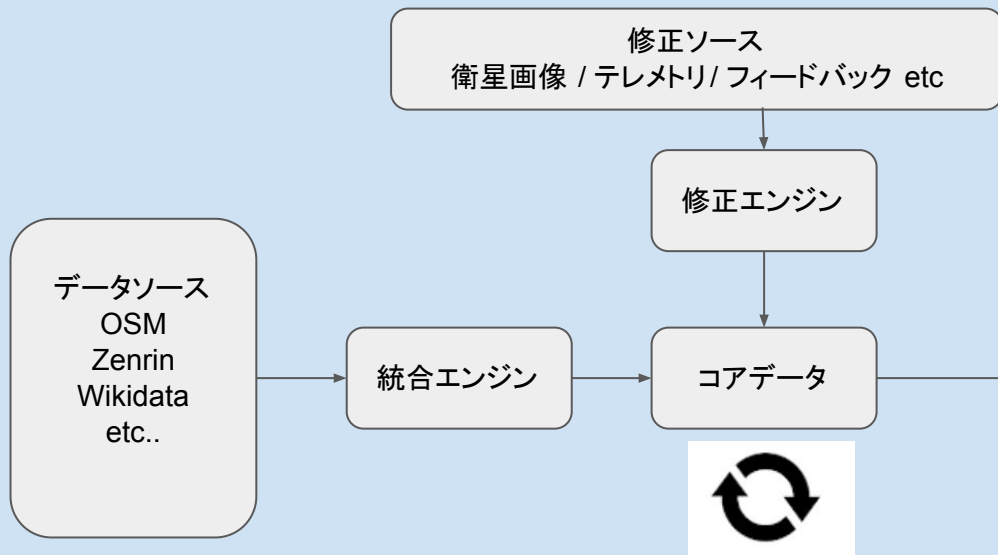 修正ソース
衛星画像 / テレメトリ/ フィードバック etc
修正エンジン
データソース
OSM
Zenrin
Wikidata
etc..
統合エンジン
コアデータ